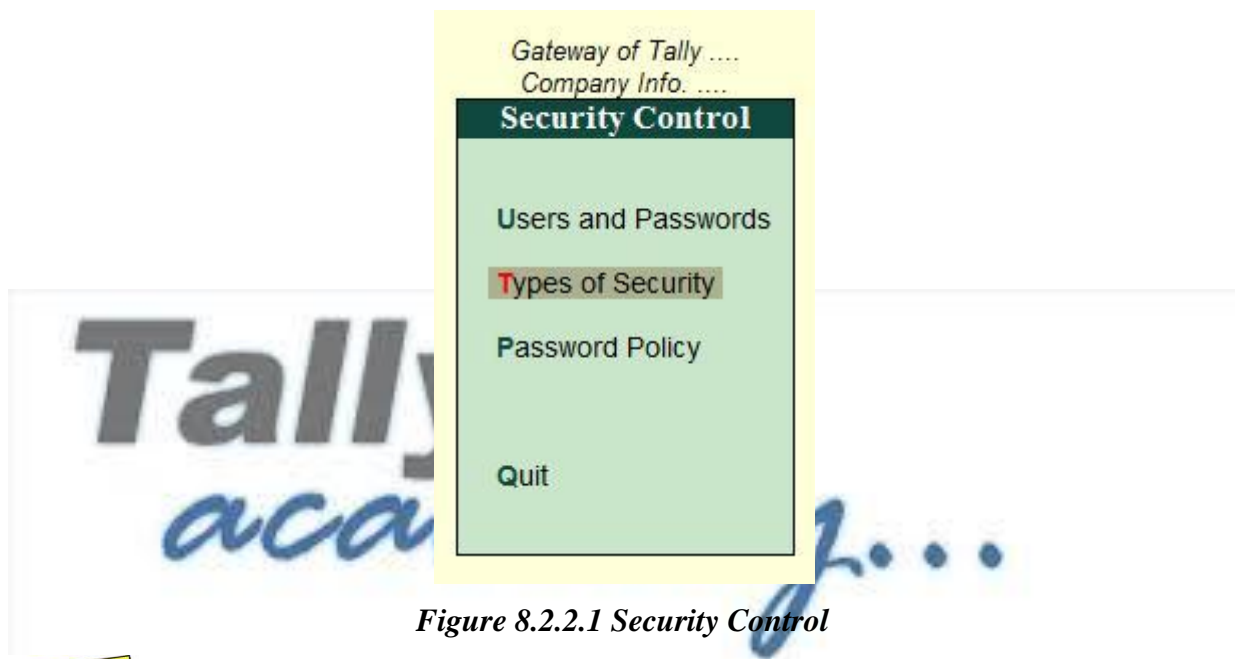 Gateway of Tally ....
Company Info. ....
Security Control
Users and Passwords
Types of Security
Password Policy
Quit
Tally
Figure 8.2.2.1 Security Control